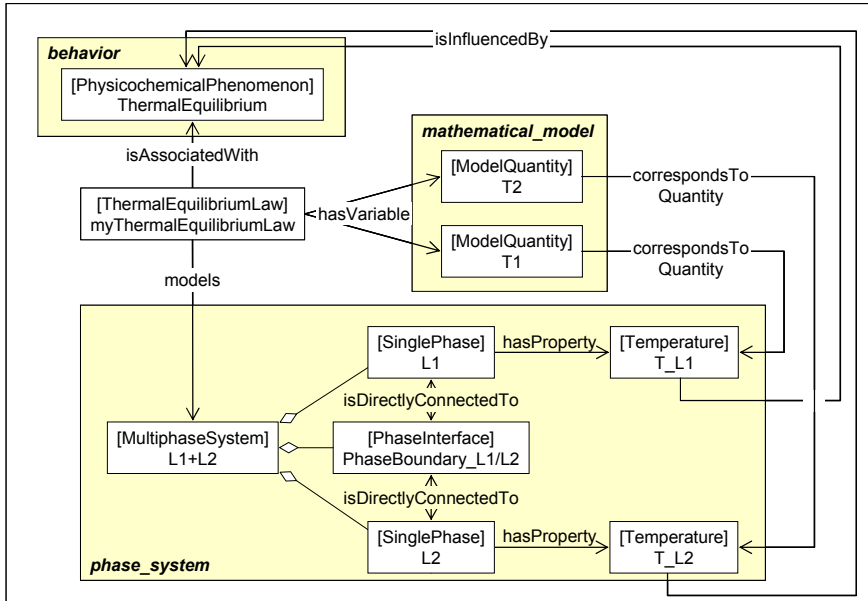 isInfluencedBy
behavior
[PhysicochemicalPhenomenon]
ThermalEquilibrium
mathematical_model
isAssociatedWith
[ModelQuantity]
T2
correspondsTo
Quantity
[ThermalEquilibriumLaw]
myThermalEquilibriumLaw
hasVariable
[ModelQuantity]
T1
correspondsTo
Quantity
models
[SinglePhase]
L1
hasProperty
[Temperature]
T_L1
isDirectlyConnectedTo
[MultiphaseSystem]
L1+L2
[PhaseInterface]
PhaseBoundary_L1/L2
isDirectlyConnectedTo
[SinglePhase]
L2
hasProperty
[Temperature]
T_L2
phase_system